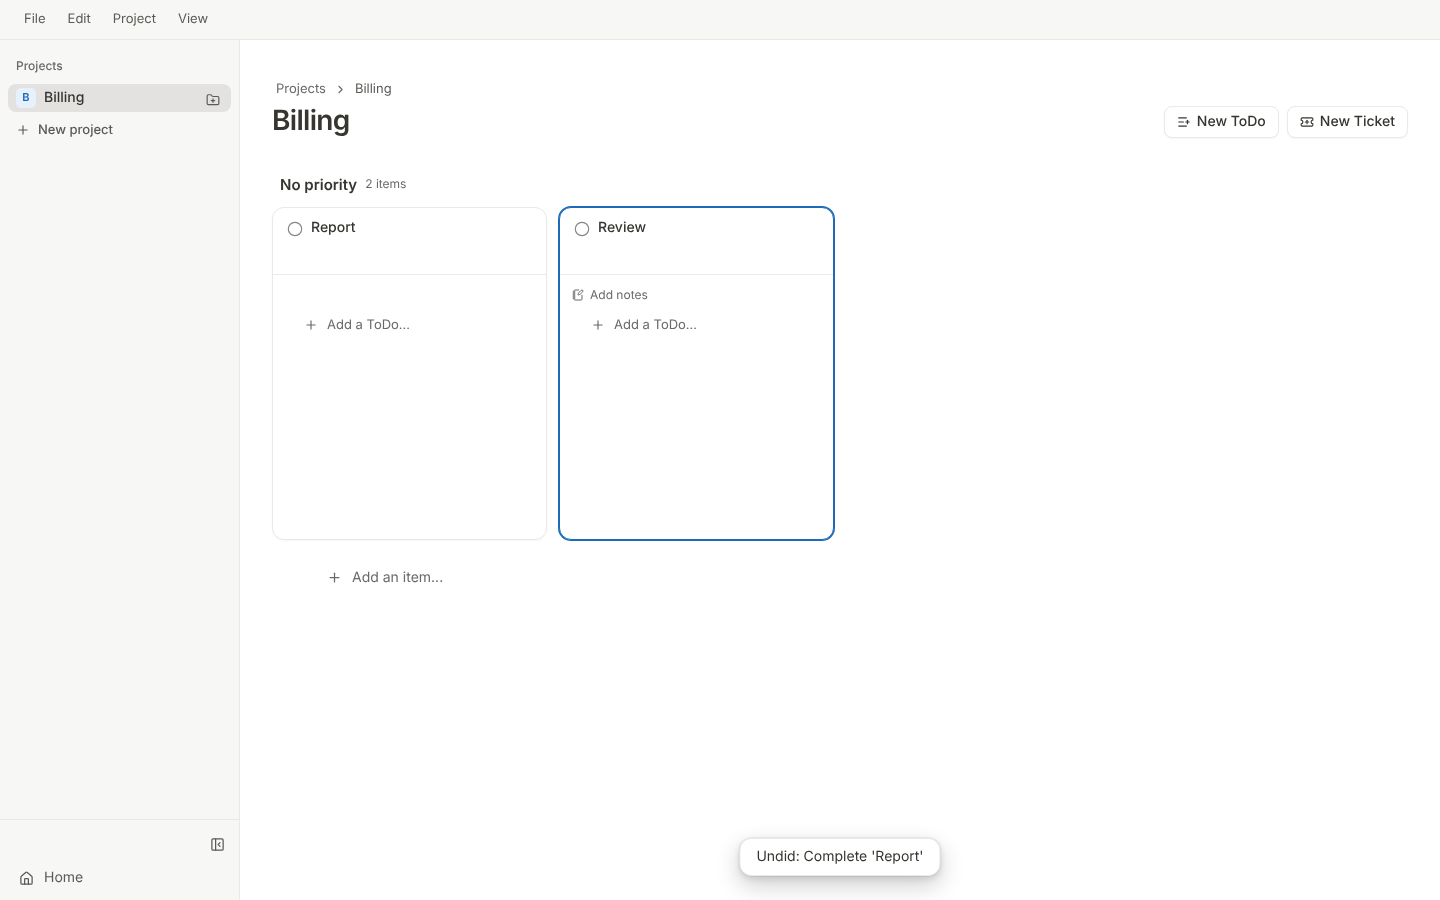 File Edit Project View
Projects
B Billing
New project
Home
Projects > Billing
Billing
New ToDo
New Ticket
No priority 2 items
Report
Add a ToDo...
Review
Add notes
Add a ToDo...
Add an item...
Undid: Complete 'Report'